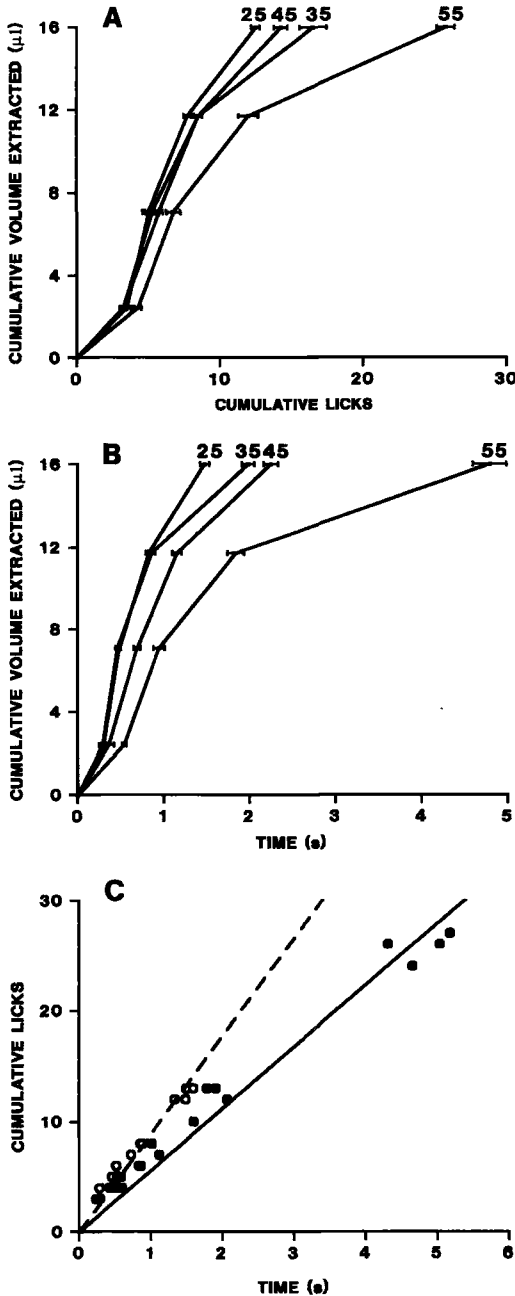 A
25 45 35 55
16
12
8
4
0
CUMULATIVE VOLUME EXTRACTED (µl)
0 10 20 30
CUMULATIVE LICKS
B
25 35 45 55
16
12
8
4
0
CUMULATIVE VOLUME EXTRACTED (µl)
0 1 2 3 4 5
TIME (s)
C
30
20
10
0
CUMULATIVE LICKS
0 1 2 3 4 5 6
TIME (s)